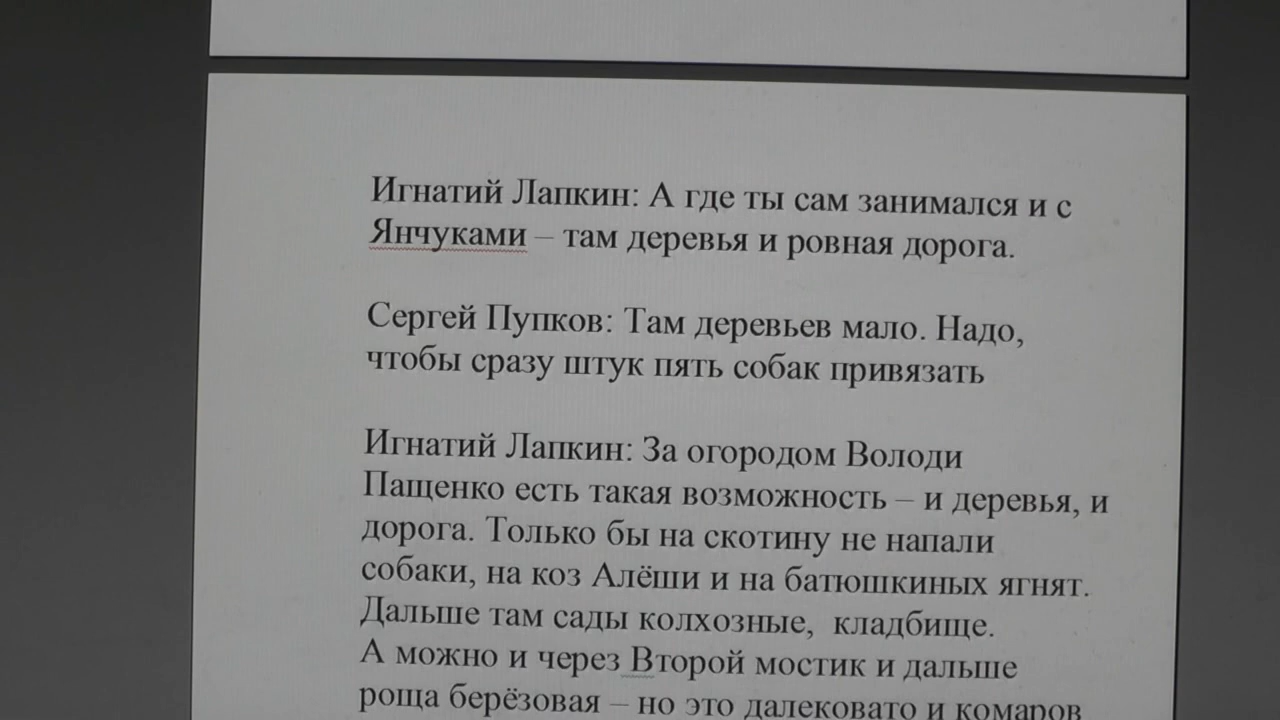 Игнатий Лапкин: А где ты сам занимался и с
Янчуками – там деревья и ровная дорога.
Сергей Пупков: Там деревьев мало. Надо,
чтобы сразу штук пять собак привязать
Игнатий Лапкин: За огородом Володи
Пащенко есть такая возможность – и деревья, и
дорога. Только бы на скотину не напали
собаки, на коз Алёши и на батюшкиных ягнят.
Дальше там сады колхозные,  кладбище.
А можно и через Второй мостик и дальше
роща берёзовая – но это далековато и комаров